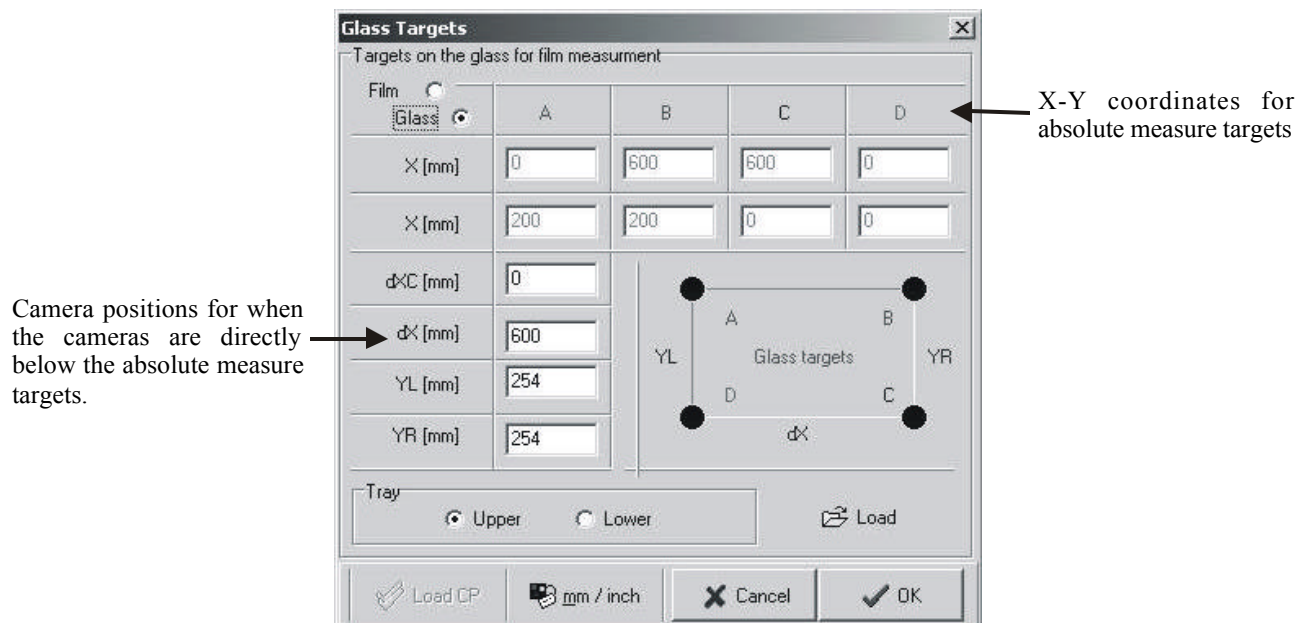 Glass Targets
Targets on the glass for film measurment
Film
Glass
A B C D
X [mm] 0 600 600 0
X [mm] 200 200 0 0
dXC [mm] 0
dX [mm] 600
YL [mm] 254
YR [mm] 254
A B
YL Glass targets YR
D C
dX
Tray
Upper Lower
Load
Load CP mm / inch Cancel OK
X-Y coordinates for
absolute measure targets
Camera positions for when
the cameras are directly
below the absolute measure
targets.